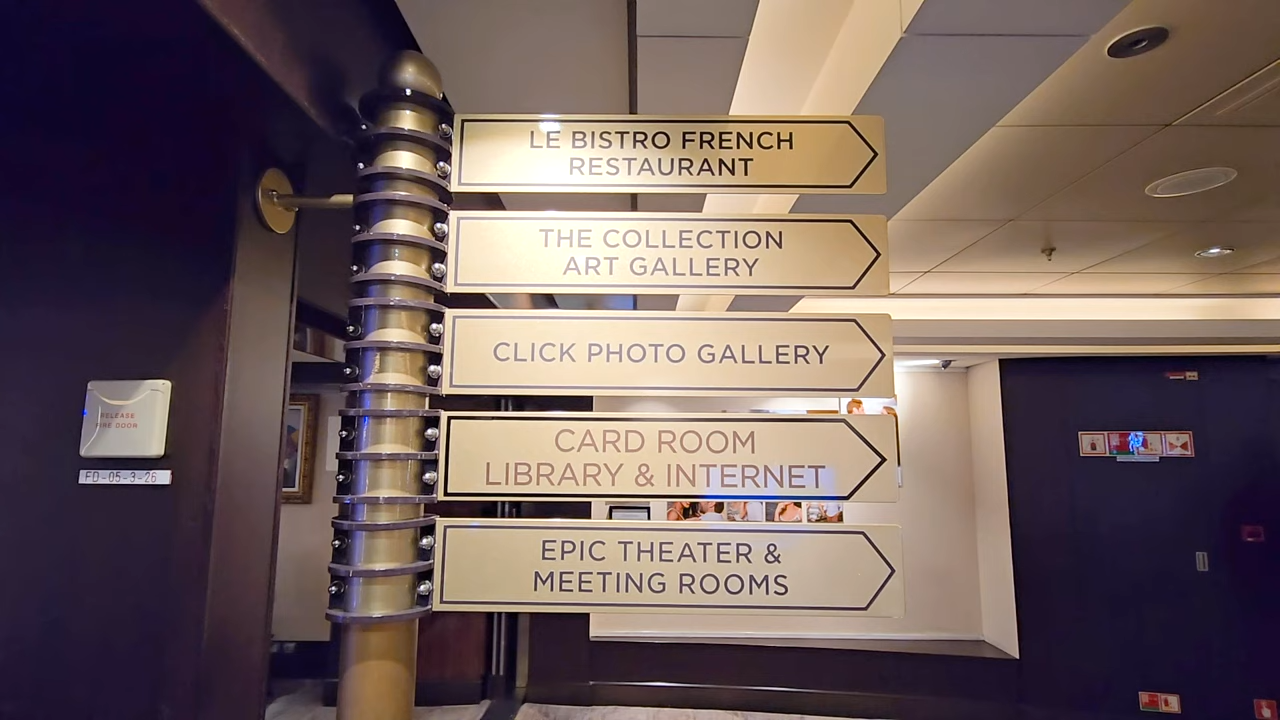 LE BISTRO FRENCH
RESTAURANT
THE COLLECTION
ART GALLERY
CLICK PHOTO GALLERY
CARD ROOM
LIBRARY & INTERNET
EPIC THEATER &
MEETING ROOMS
RELEASE
FIRE DOOR
FD-05-3-26